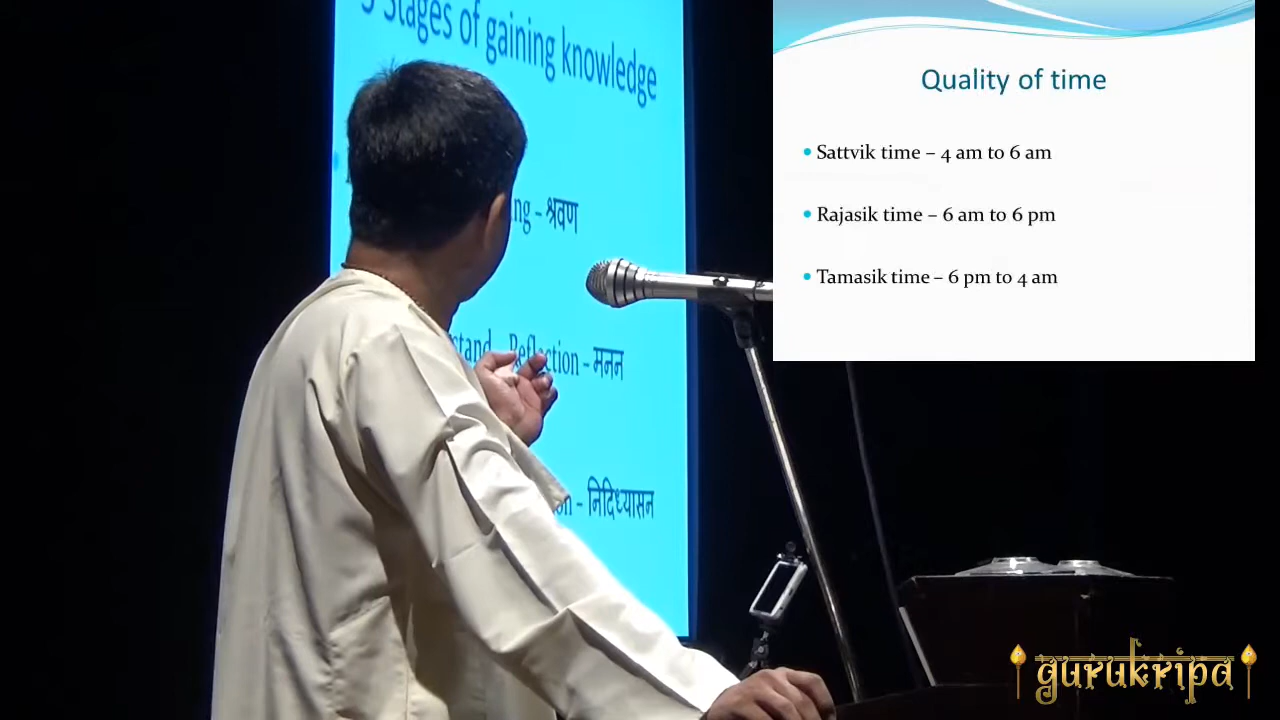 Stages of gaining knowledge
श्रवण
Reflection – मनन
निदिध्यासन
Quality of time
• Sattvik time – 4 am to 6 am
• Rajasik time – 6 am to 6 pm
• Tamasik time – 6 pm to 4 am
gurukripa